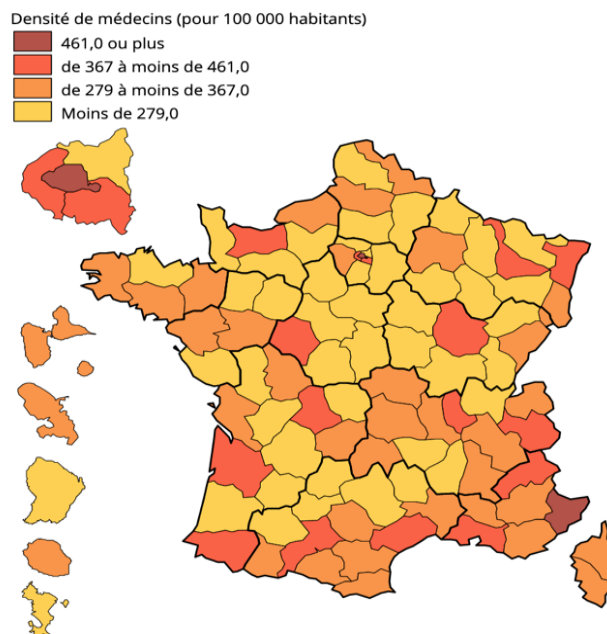 Densité de médecins (pour 100 000 habitants)
461,0 ou plus
de 367 à moins de 461,0
de 279 à moins de 367,0
Moins de 279,0